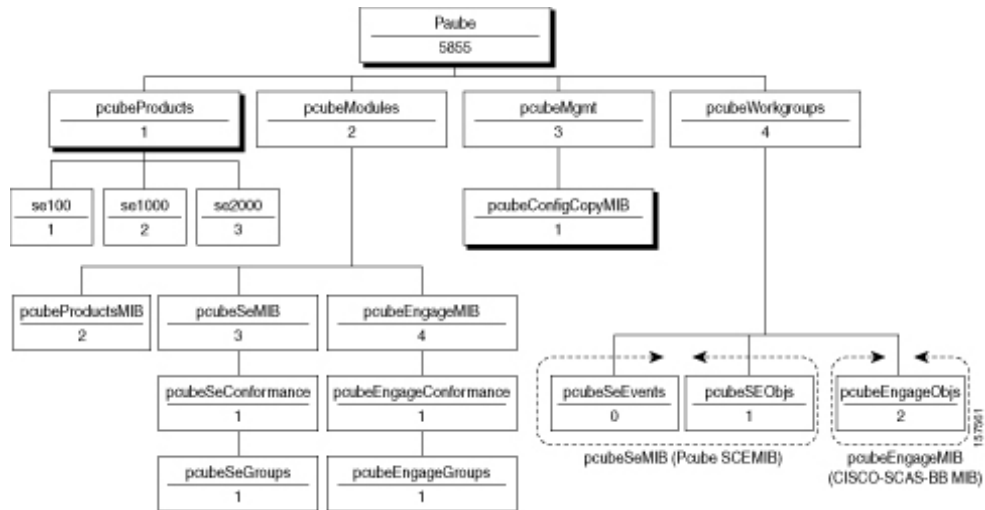 Paube
5855
pcubeProducts
1
pcubeModules
2
pcubeMgmt
3
pcubeWorkgroups
4
se100
1
se1000
2
se2000
3
pcubeConfigCopyMIB
1
pcubeProductsMIB
2
pcubeSeMIB
3
pcubeEngageMIB
4
pcubeSeConformance
1
pcubeEngageConformance
1
pcubeSeGroups
1
pcubeEngageGroups
1
pcubeSeEvents
0
pcubeSEObjs
1
pcubeEngageObjs
2
pcubeSeMIB (Pcube SCEMIB)
pcubeEngageMIB
(CISCO-SCAS-BB MIB)
157561